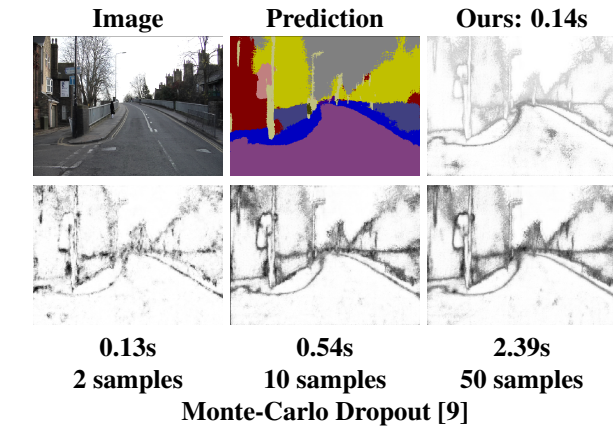 Image Prediction Ours: 0.14s
0.13s 0.54s 2.39s
2 samples 10 samples 50 samples
Monte-Carlo Dropout [9]